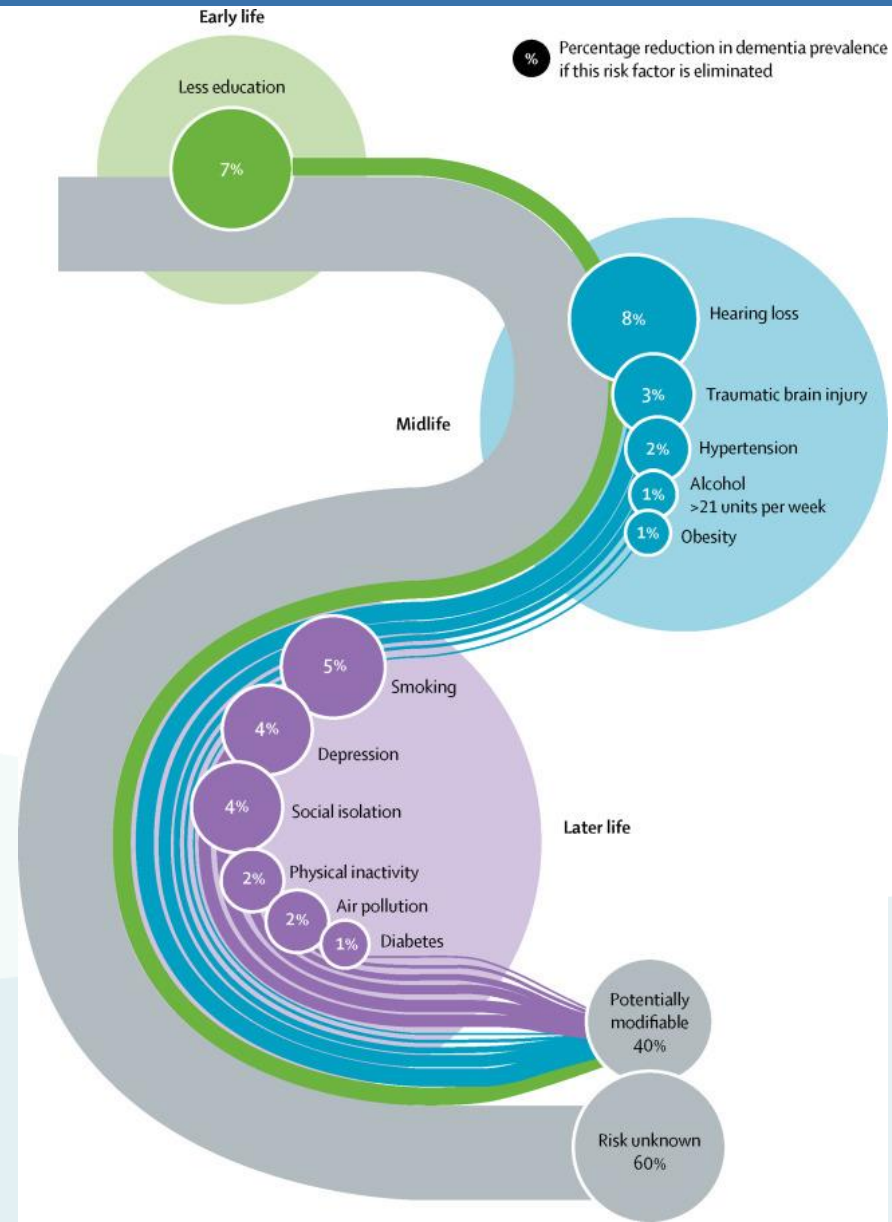 Early life
%
Percentage reduction in dementia prevalence
if this risk factor is eliminated
Less education
7%
8%
Hearing loss
3%
Traumatic brain injury
Midlife
2%
Hypertension
1%
Alcohol
>21 units per week
1%
Obesity
5%
Smoking
4%
Depression
4%
Social isolation
Later life
2%
Physical inactivity
2%
Air pollution
1%
Diabetes
Potentially
modifiable
40%
Risk unknown
60%